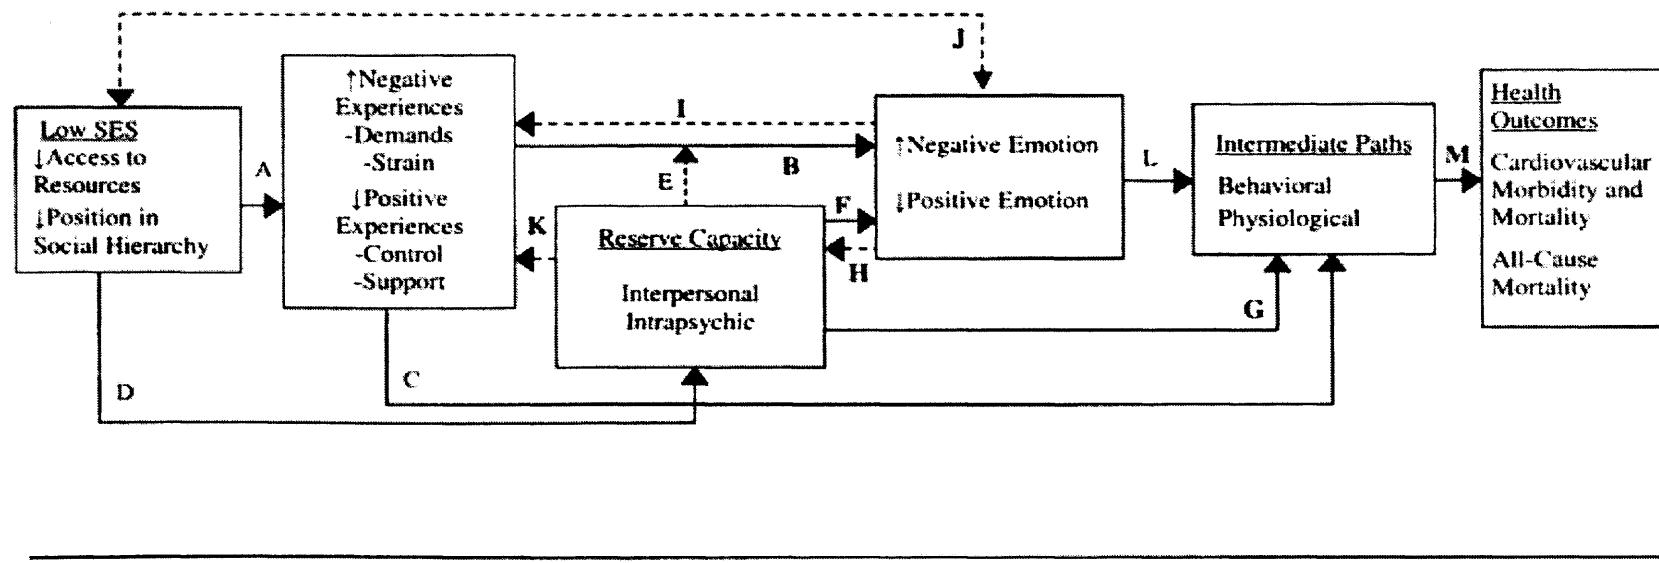 J
Low SES
↓Access to
Resources
↓Position in
Social Hierarchy
A
↑Negative
Experiences
-Demands
-Strain
↓Positive
Experiences
-Control
-Support
I
B
E
K
Reserve Capacity
Interpersonal
Intrapsychic
F
H
↑Negative Emotion
↓Positive Emotion
L
Intermediate Paths
Behavioral
Physiological
M
Health
Outcomes
Cardiovascular
Morbidity and
Mortality
All-Cause
Mortality
G
C
D